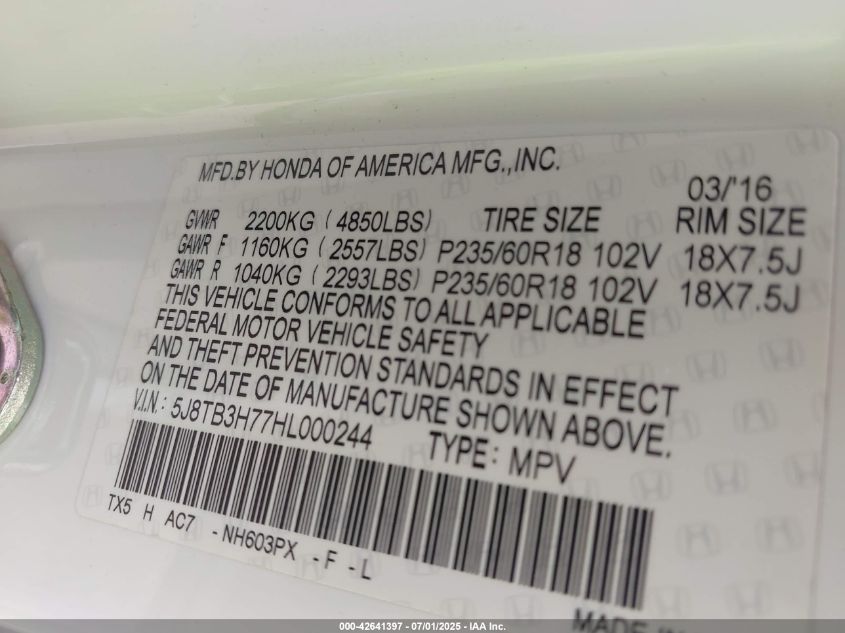 MFD.BY HONDA OF AMERICA MFG.,INC.
03/'16
GVWR 2200KG (4850LBS) TIRE SIZE RIM SIZE
GAWR F 1160KG (2557LBS) P235/60R18 102V 18X7.5J
GAWR R 1040KG (2293LBS) P235/60R18 102V 18X7.5J
THIS VEHICLE CONFORMS TO ALL APPLICABLE
FEDERAL MOTOR VEHICLE SAFETY
AND THEFT PREVENTION STANDARDS IN EFFECT
ON THE DATE OF MANUFACTURE SHOWN ABOVE.
V.I.N: 5J8TB3H77HL000244 TYPE: MPV
TX5 H AC7 -NH603PX -F -L
MADE IN
000-42641397 - 07/01/2025 - IAA Inc.